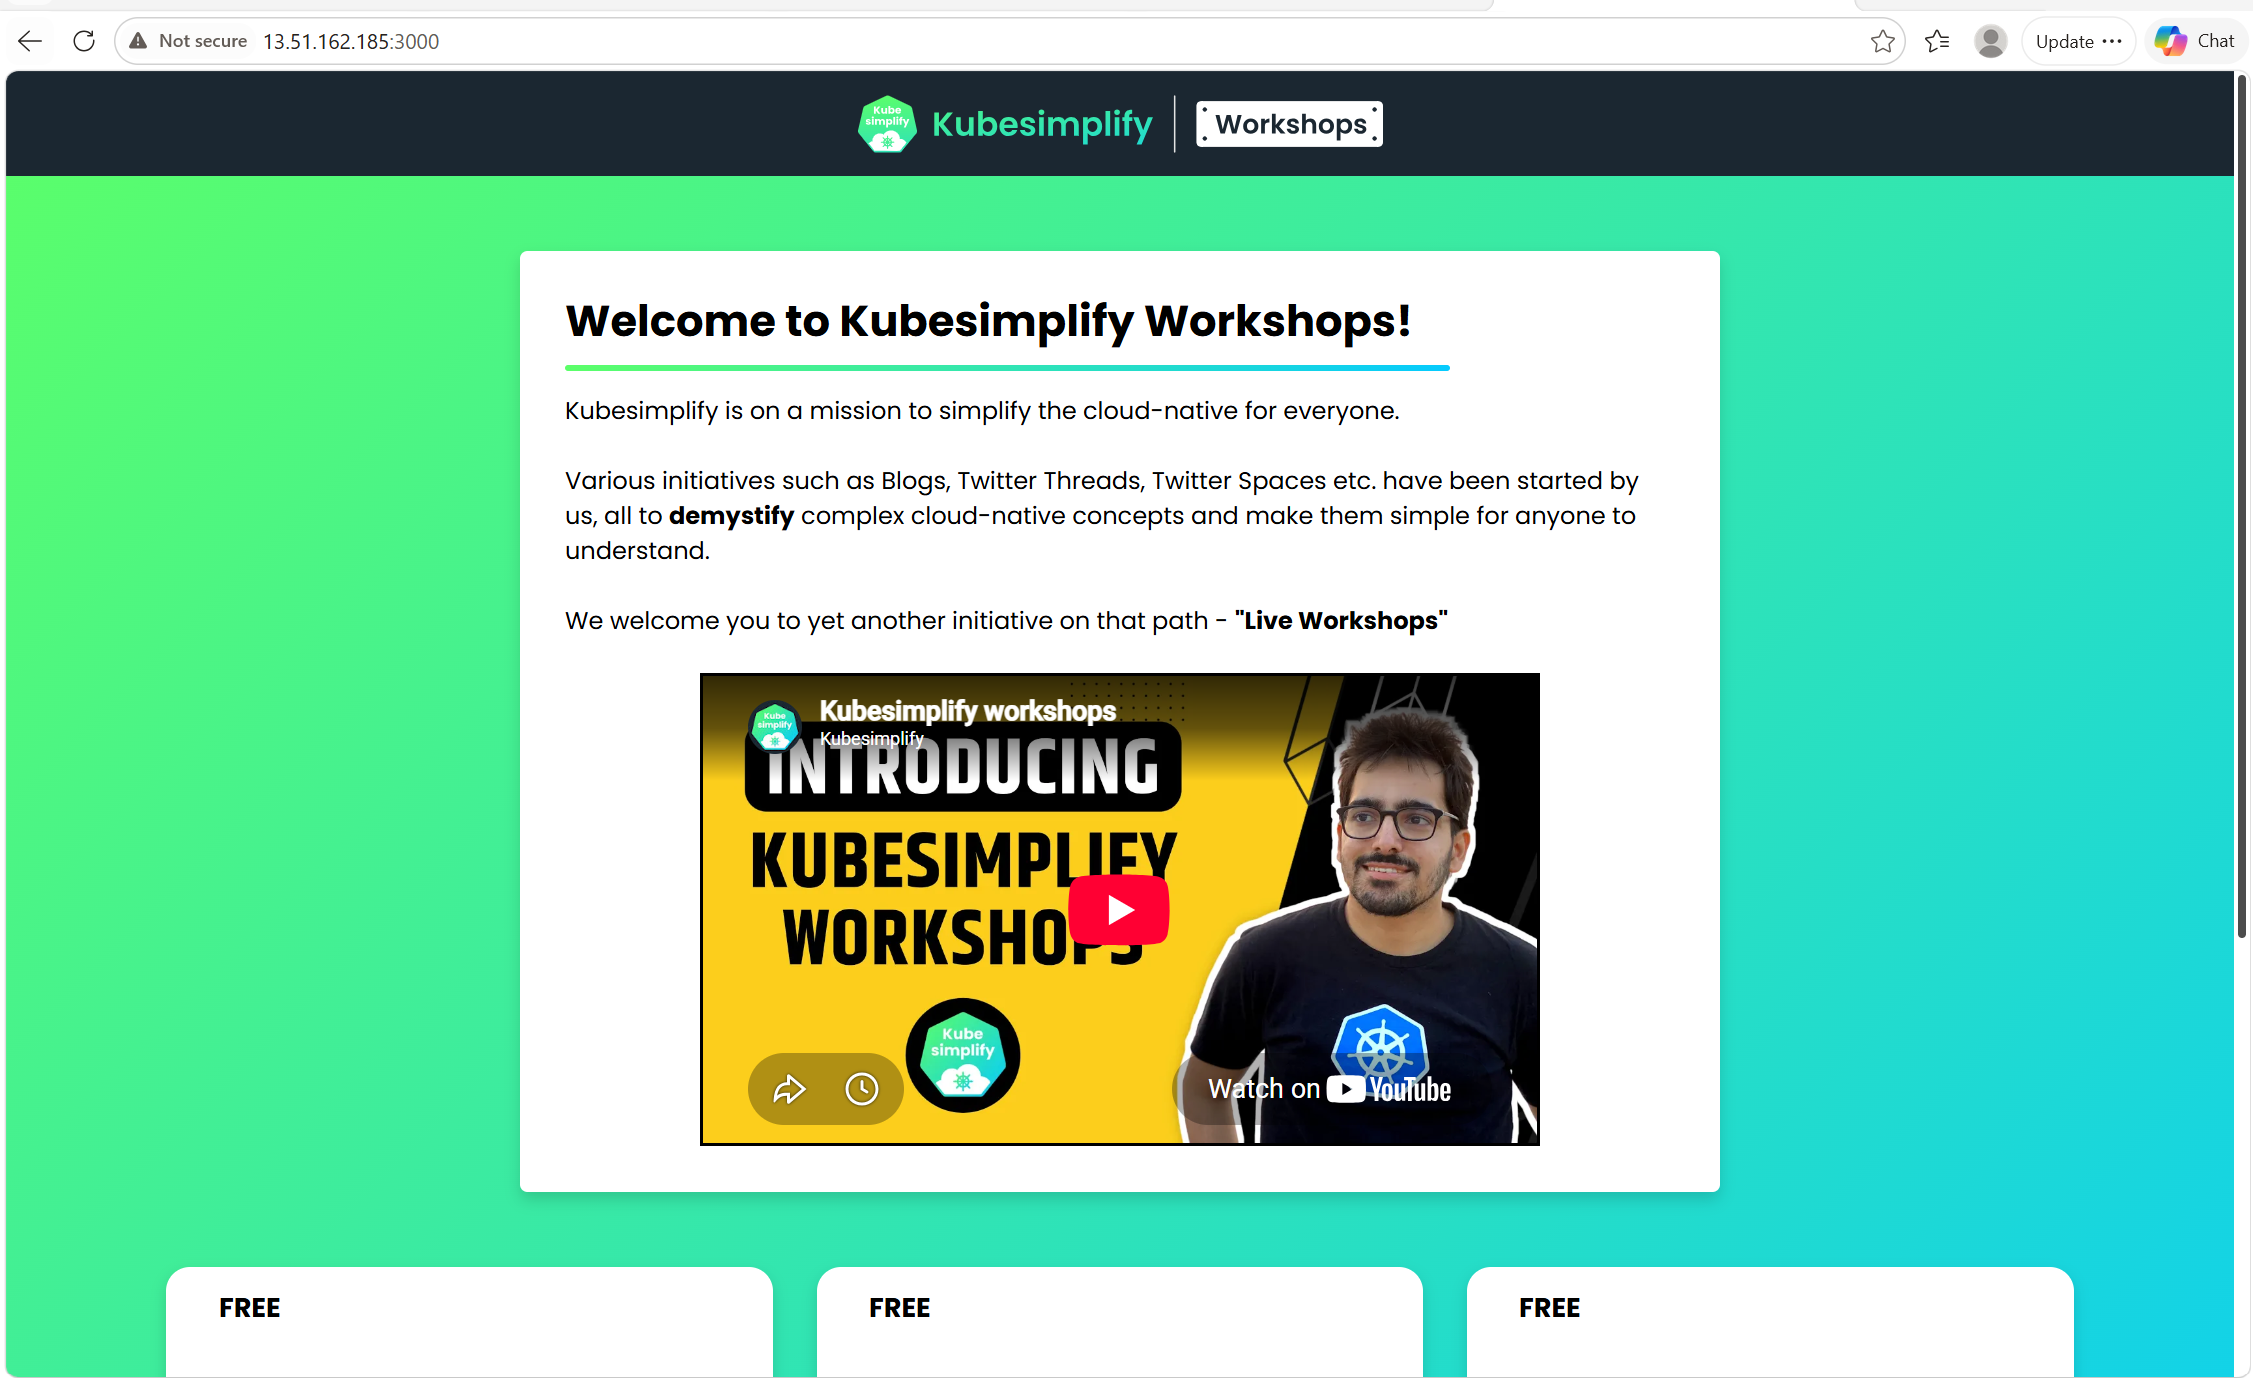 Not secure
13.51.162.185:3000
Update
Chat
Kube
simplify
Kubesimplify
Workshops
Welcome to Kubesimplify Workshops!
Kubesimplify is on a mission to simplify the cloud-native for everyone.
Various initiatives such as Blogs, Twitter Threads, Twitter Spaces etc. have been started by
us, all to demystify complex cloud-native concepts and make them simple for anyone to
understand.
We welcome you to yet another initiative on that path - "Live Workshops"
Kube
simplify
Kubesimplify workshops
Kubesimplify
INTRODUCING
KUBESIMPLIFY
WORKSHOPS
Kube
simplify
Watch on YouTube
FREE
FREE
FREE